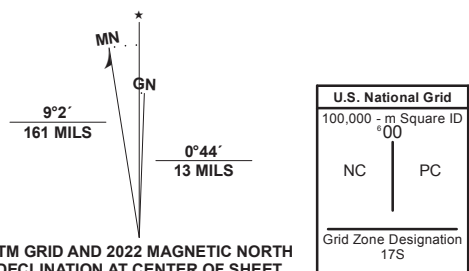 ★
MN
GN
9°2´
161 MILS
0°44´
13 MILS
TM GRID AND 2022 MAGNETIC NORTH
DECLINATION AT CENTER OF SHEET
U.S. National Grid
100,000 - m Square ID
⁶00
NC
PC
Grid Zone Designation
17S